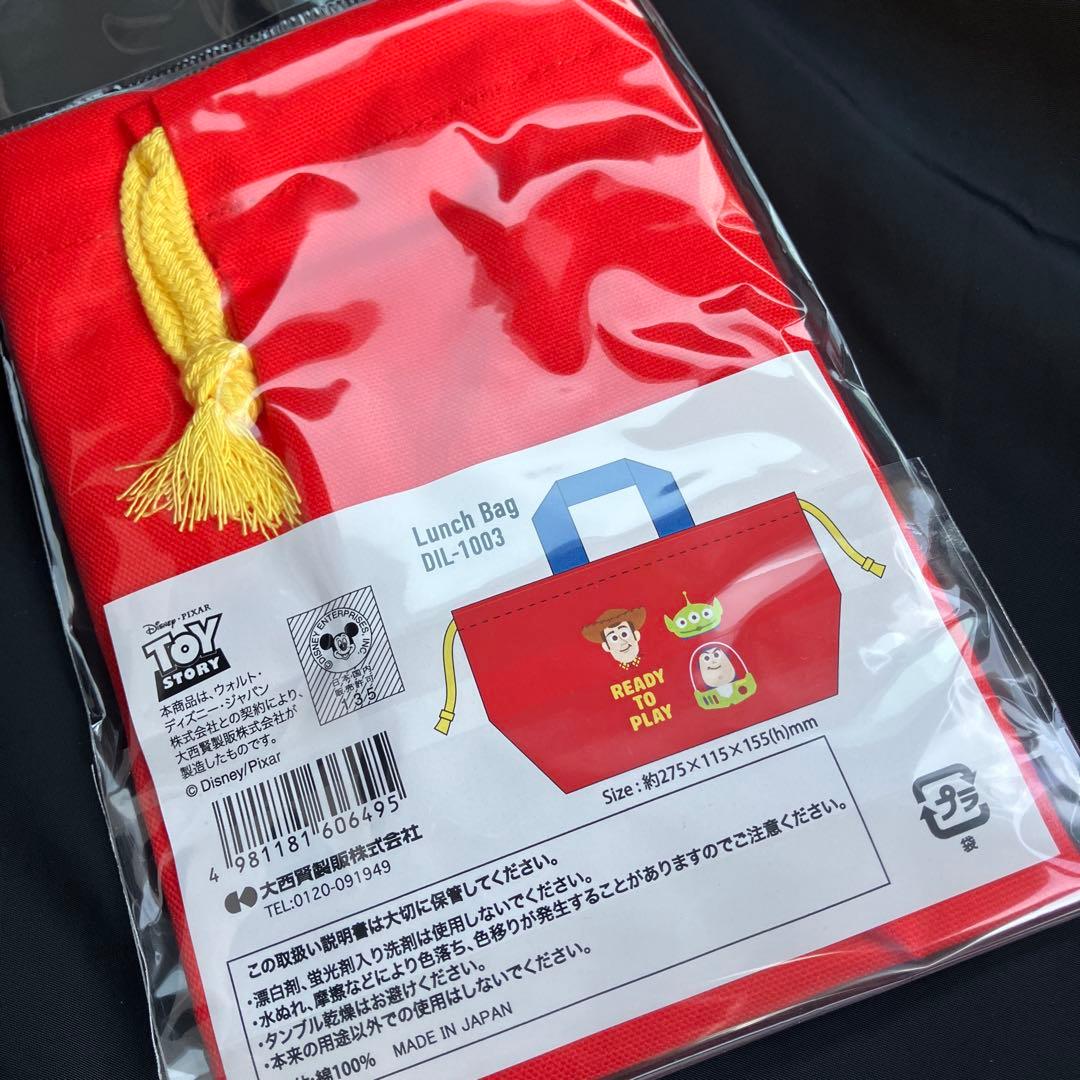 Lunch Bag
DIL-1003
Disney・PIXAR
TOY
STORY
©DISNEY ENTERPRISES, INC.
日本国内
販売許可
135
本商品は、ウォルト・
ディズニー・ジャパン
株式会社との契約により、
大西賢製販株式会社が
製造したものです。
© Disney/Pixar
READY
TO
PLAY
Size:約275×115×155(h)mm
4 981181 606495
大西賢製販株式会社
TEL:0120-091949
プラ
袋
この取扱い説明書は大切に保管してください。
・漂白剤、蛍光剤入り洗剤は使用しないでください。
・水ぬれ、摩擦などにより色落ち、色移りが発生することがありますのでご注意ください。
・タンブル乾燥はお避けください。
・本来の用途以外での使用はしないでください。
綿100% MADE IN JAPAN